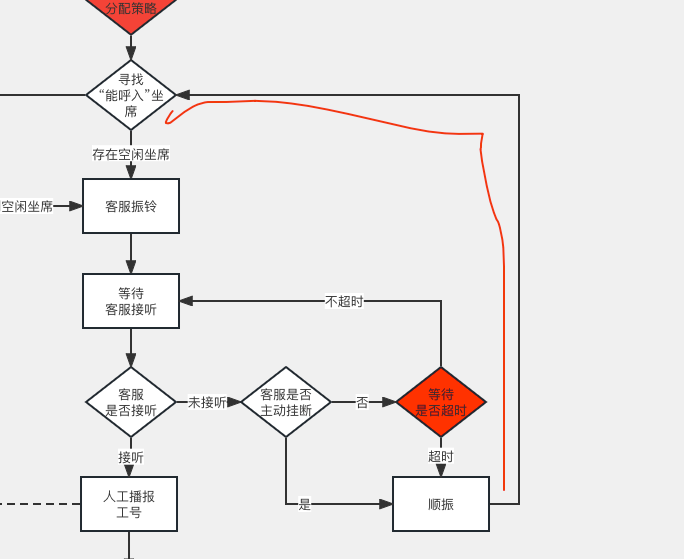 分配策略
寻找
“能呼入”坐
席
存在空闲坐席
空闲坐席
客服振铃
等待
客服接听
不超时
客服
是否接听
未接听
客服是否
主动挂断
否
等待
是否超时
接听
超时
人工播报
工号
是
顺振